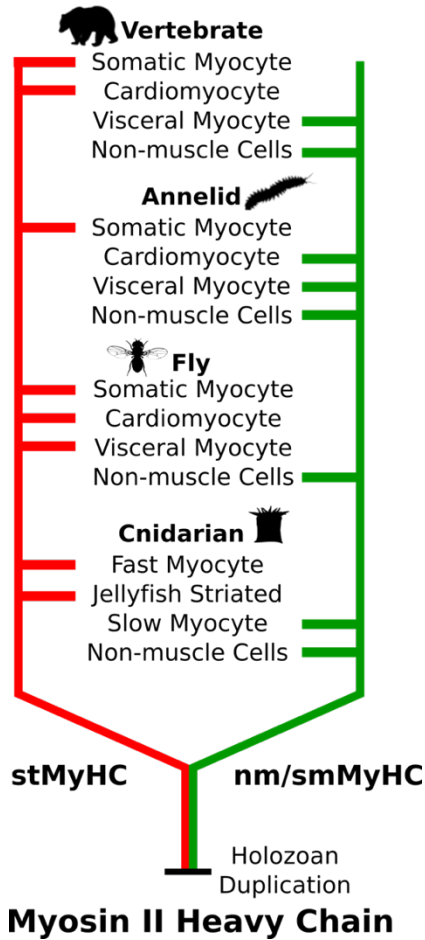 Vertebrate
Somatic Myocyte
Cardiomyocyte
Visceral Myocyte
Non-muscle Cells
Annelid
Somatic Myocyte
Cardiomyocyte
Visceral Myocyte
Non-muscle Cells
Fly
Somatic Myocyte
Cardiomyocyte
Visceral Myocyte
Non-muscle Cells
Cnidarian
Fast Myocyte
Jellyfish Striated
Slow Myocyte
Non-muscle Cells
stMyHC
nm/smMyHC
Holozoan
Duplication
Myosin II Heavy Chain